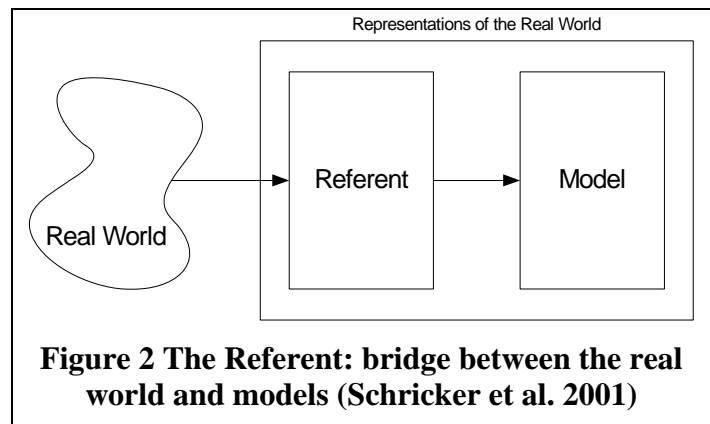 Representations of the Real World
Real World
Referent
Model
Figure 2 The Referent: bridge between the real
world and models (Schricker et al. 2001)